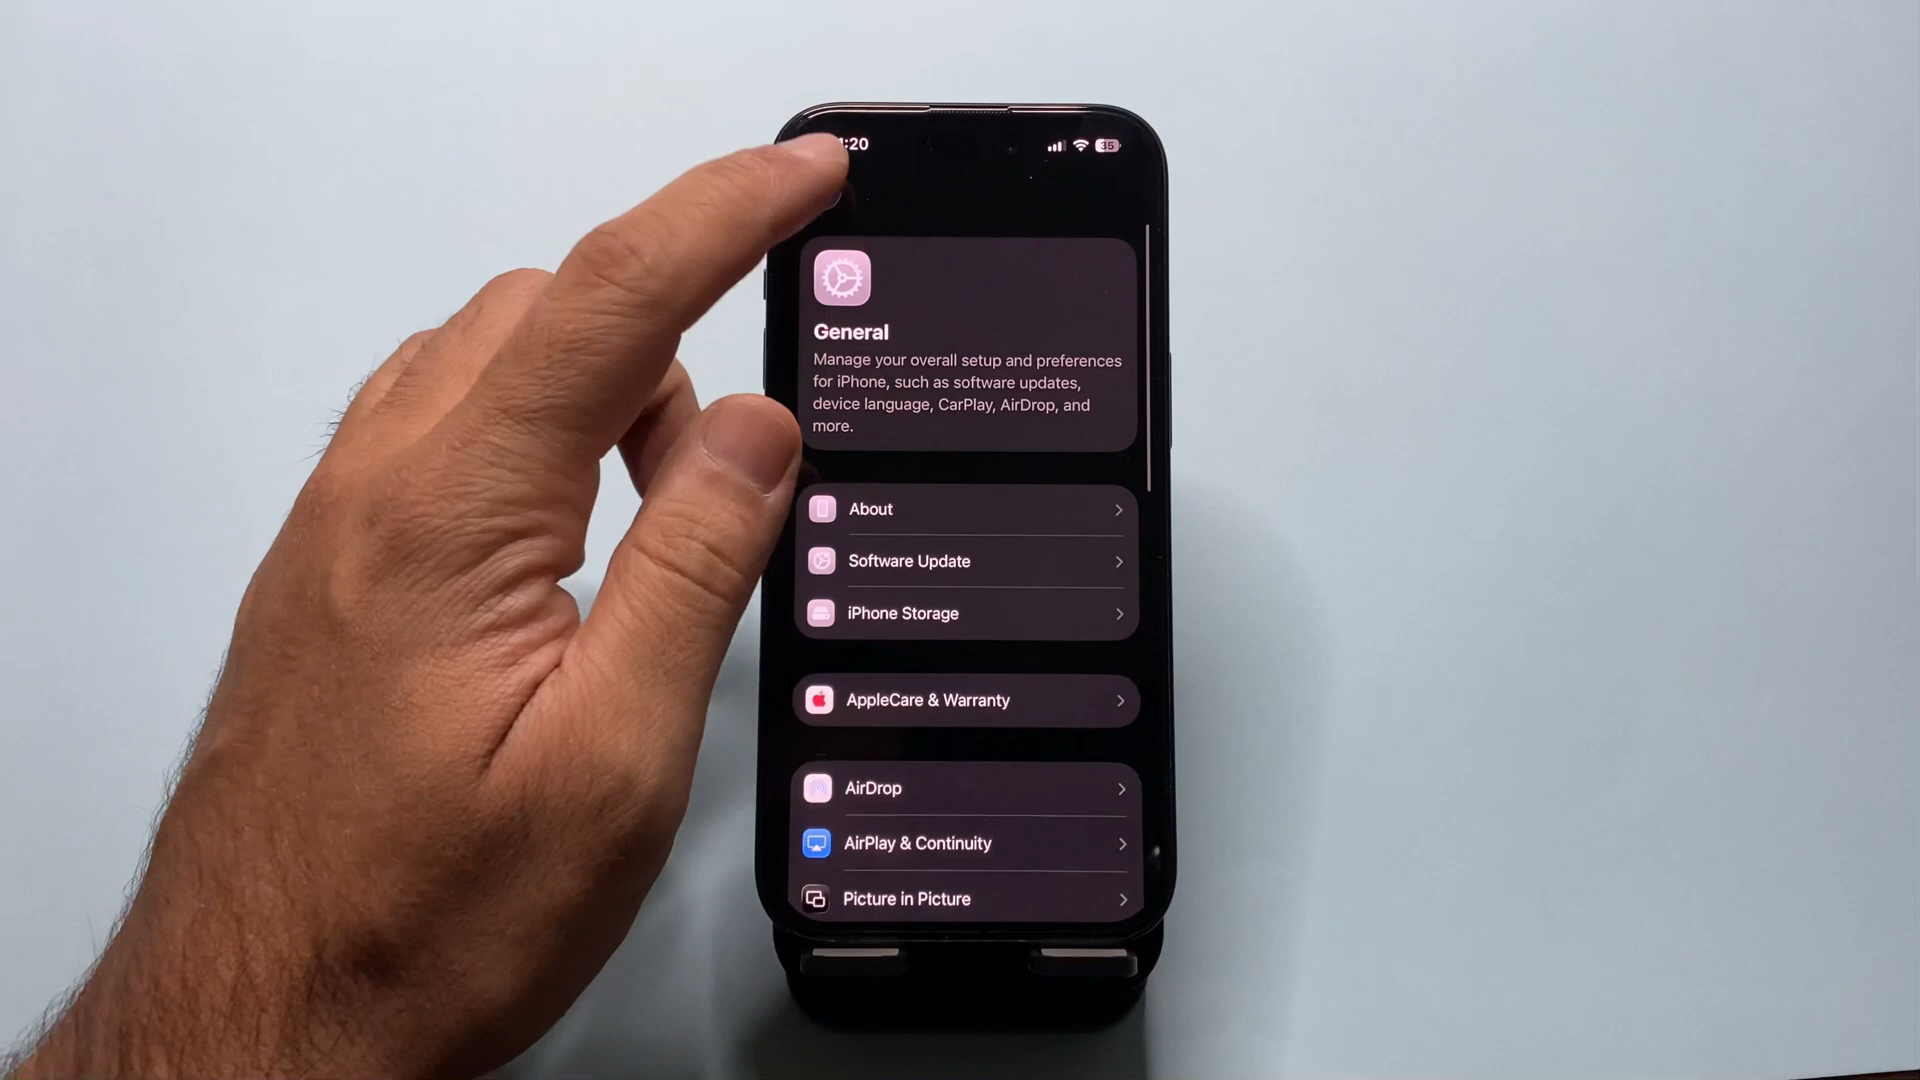 :20
35
General
Manage your overall setup and preferences
for iPhone, such as software updates,
device language, CarPlay, AirDrop, and
more.
About
Software Update
iPhone Storage
AppleCare & Warranty
AirDrop
AirPlay & Continuity
Picture in Picture